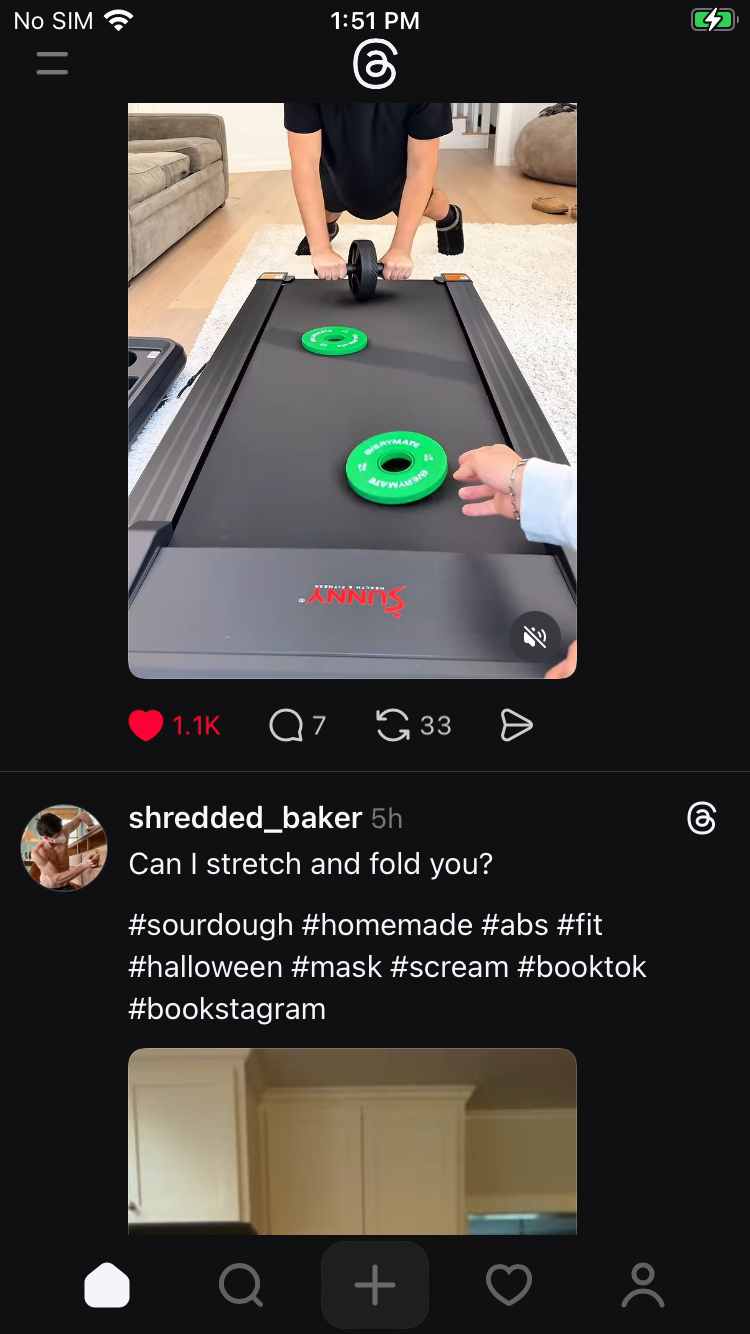 No SIM
1:51 PM
EVERYMATE
EVERYMATE
SUNNY
HEALTH & FITNESS
1.1K
7
33
shredded_baker 5h
Can I stretch and fold you?
#sourdough #homemade #abs #fit
#halloween #mask #scream #booktok
#bookstagram